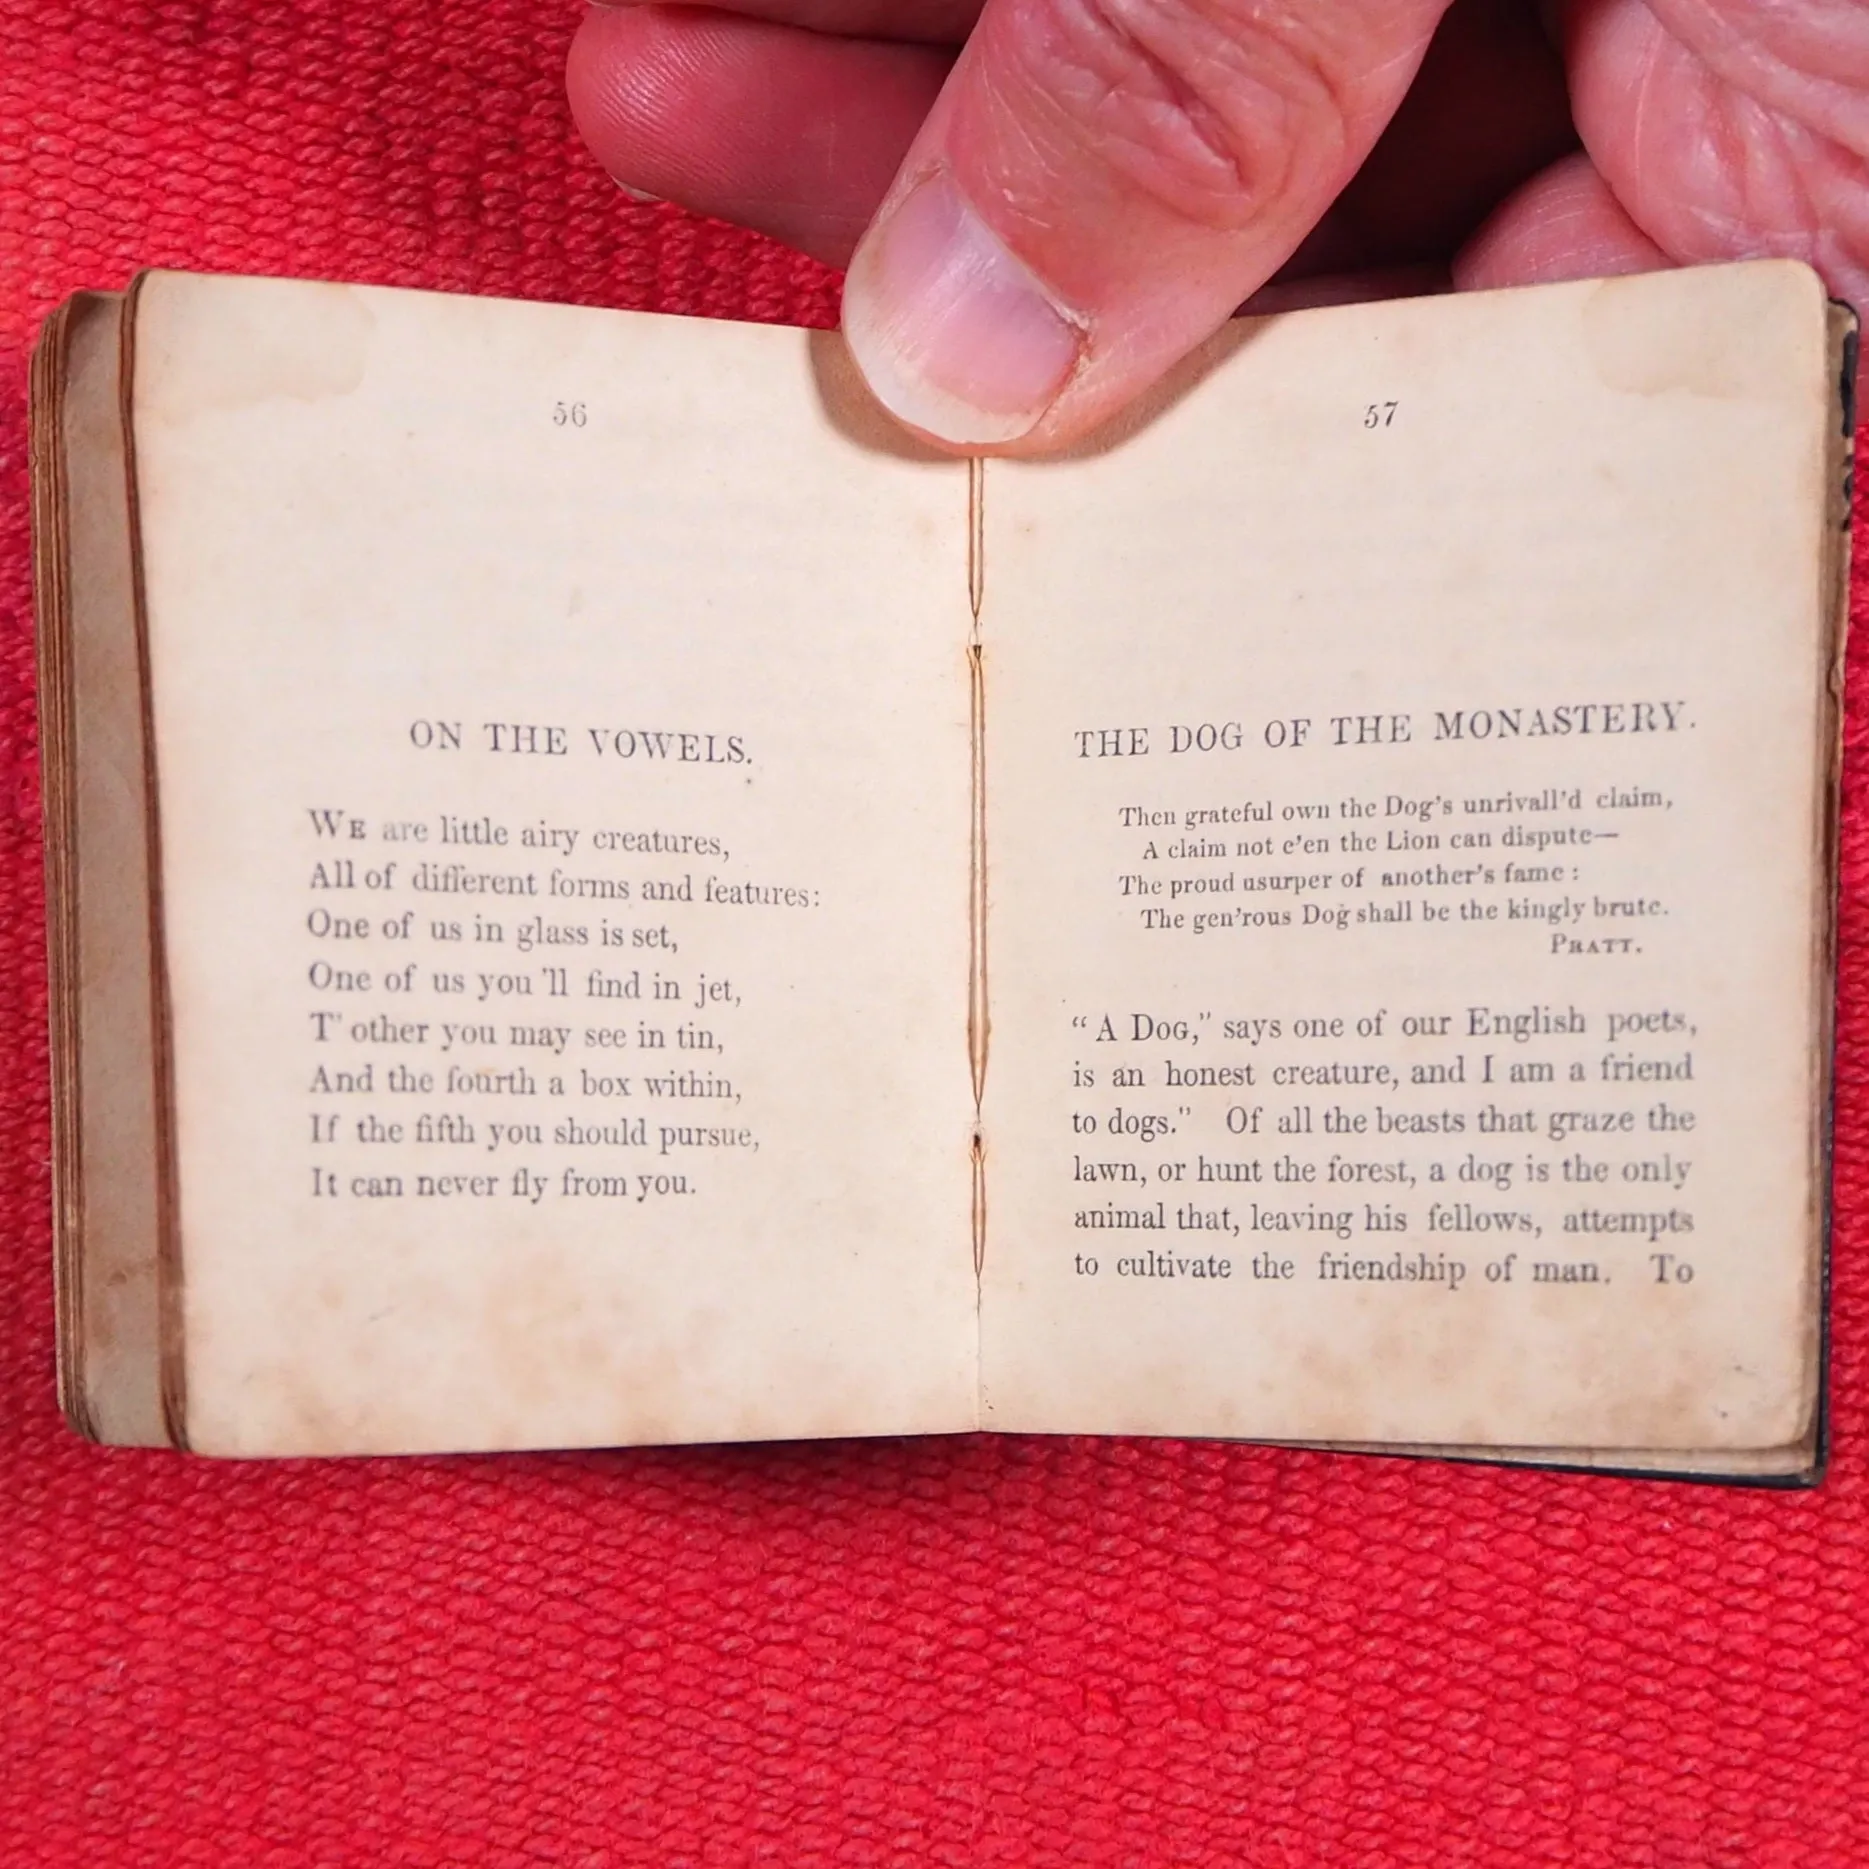 56
ON THE VOWELS.
WE are little airy creatures,
All of different forms and features:
One of us in glass is set,
One of us you 'll find in jet,
T' other you may see in tin,
And the fourth a box within,
If the fifth you should pursue,
It can never fly from you.
57
THE DOG OF THE MONASTERY.
Then grateful own the Dog's unrivall'd claim,
A claim not e'en the Lion can dispute—
The proud usurper of another's fame:
The gen'rous Dog shall be the kingly brute.
PRATT.
“A DOG,” says one of our English poets,
is an honest creature, and I am a friend
to dogs." Of all the beasts that graze the
lawn, or hunt the forest, a dog is the only
animal that, leaving his fellows, attempts
to cultivate the friendship of man. To